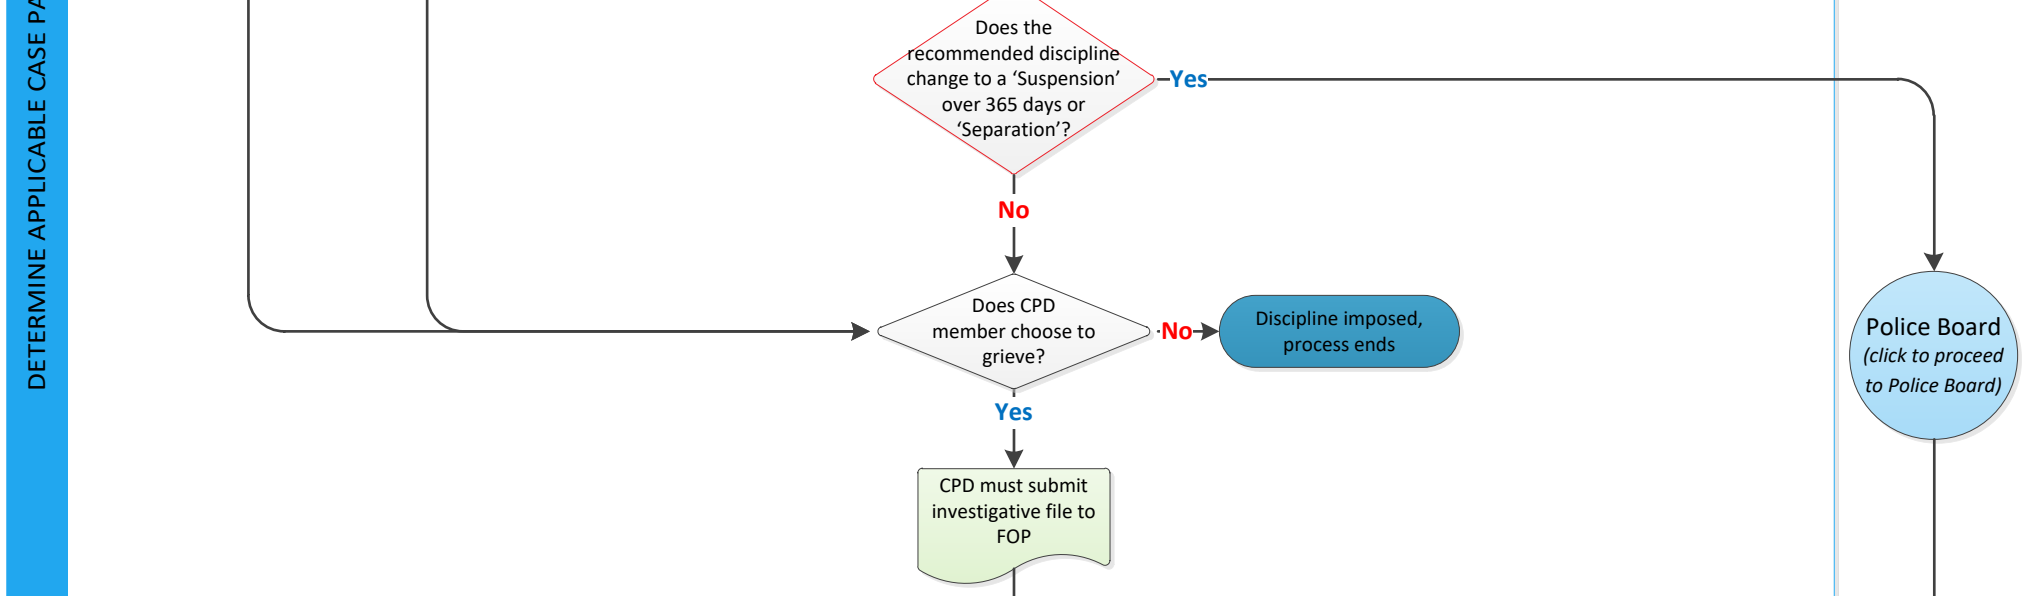 DETERMINE APPLICABLE CASE PA
Does the
recommended discipline
change to a ‘Suspension’
over 365 days or
‘Separation’?
Yes
No
Does CPD
member choose to
grieve?
No
Discipline imposed,
process ends
Police Board
(click to proceed
to Police Board)
Yes
CPD must submit
investigative file to
FOP